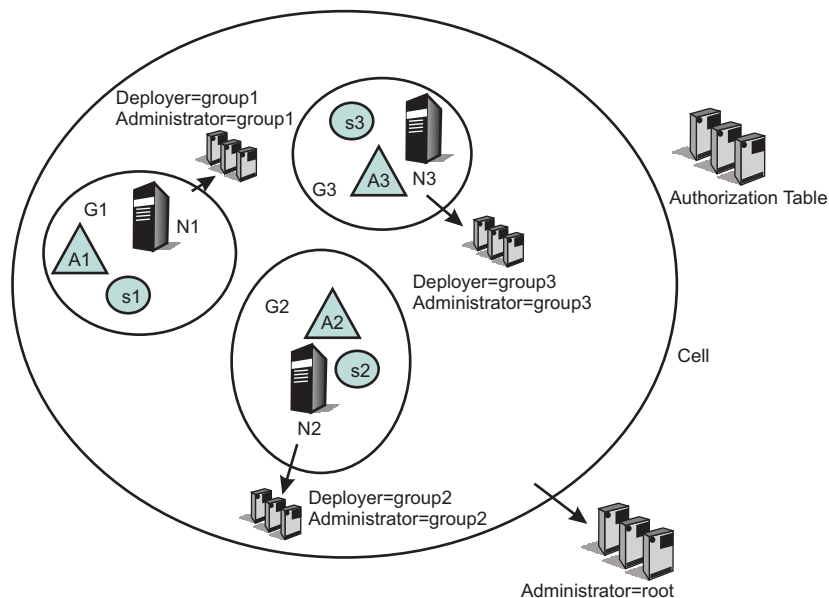 Deployer=group1
Administrator=group1
s3
A3
N3
G3
Authorization Table
G1
N1
A1
s1
Deployer=group3
Administrator=group3
G2
A2
s2
N2
Cell
Deployer=group2
Administrator=group2
Administrator=root